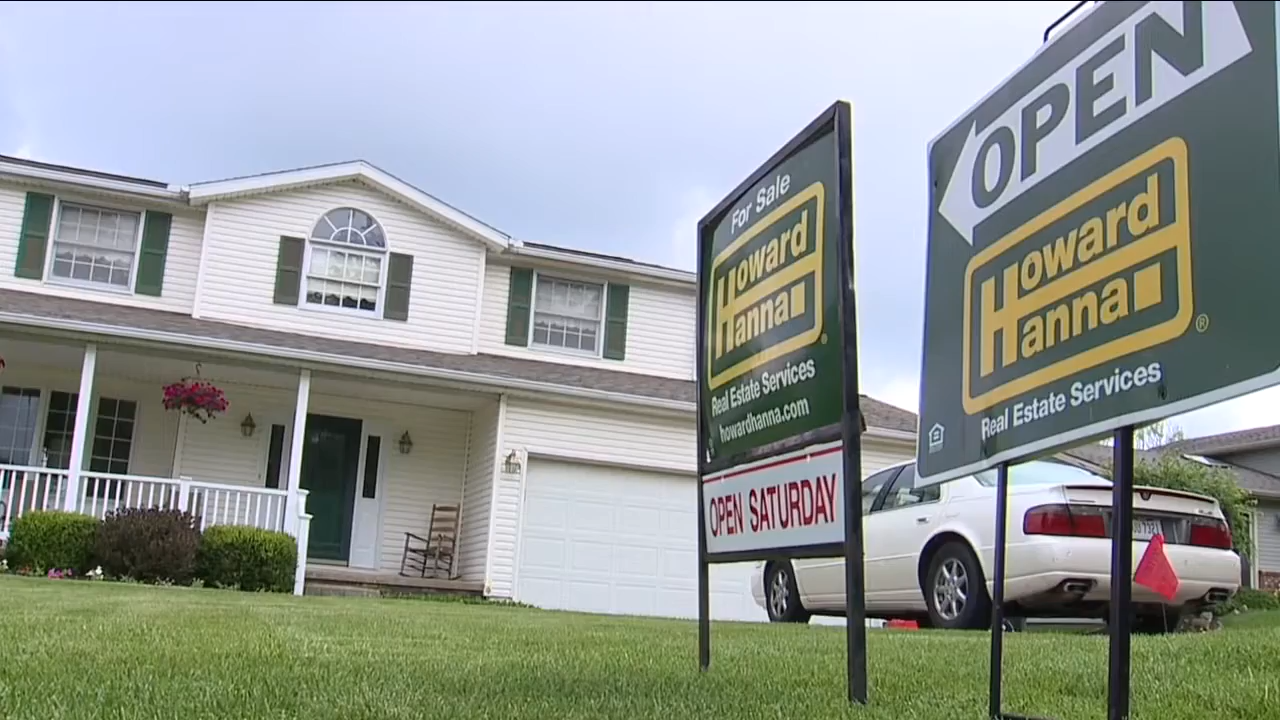 For Sale
Howard
Hanna
Real Estate Services
howardhanna.com
OPEN SATURDAY
OPEN
Howard
Hanna
®
Real Estate Services